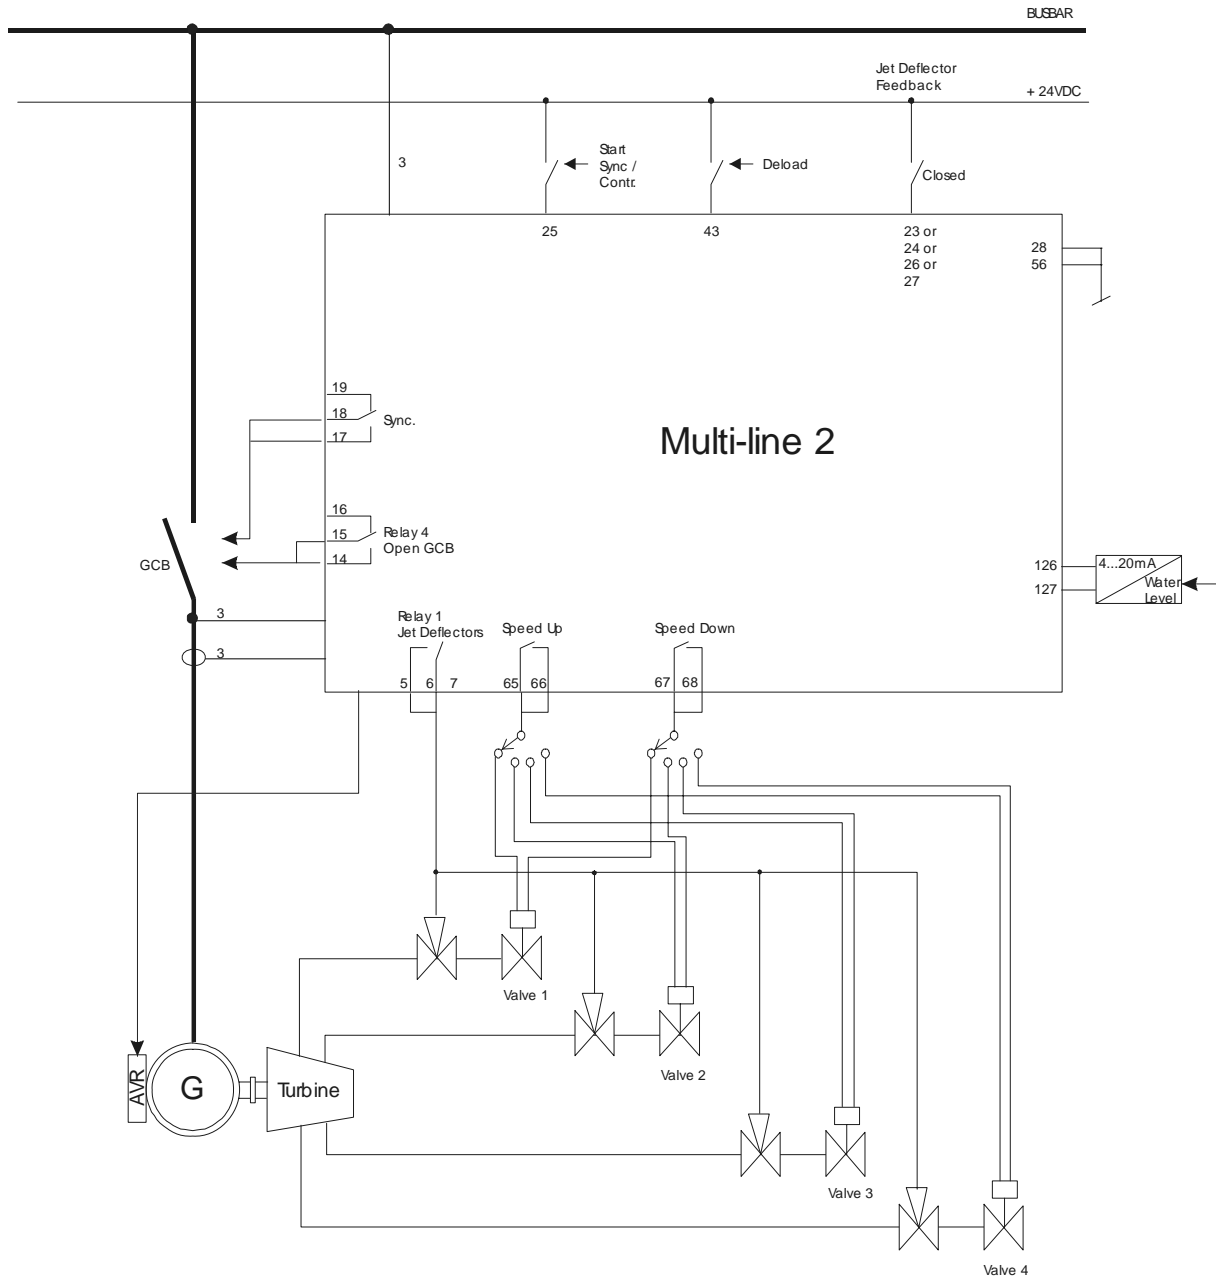 BUSBAR
Jet Deflector
Feedback
+ 24VDC
3
Start
Sync /
Contr.
Deload
Closed
25
43
23 or
24 or
26 or
27
28
56
19
18
17
Sync.
Multi-line 2
16
15
14
Relay 4
Open GCB
GCB
126
127
4...20mA
Water
Level
3
3
Relay 1
Jet Deflectors
Speed Up
Speed Down
5
6
7
65
66
67
68
Valve 1
Valve 2
AVR
G
Turbine
Valve 3
Valve 4